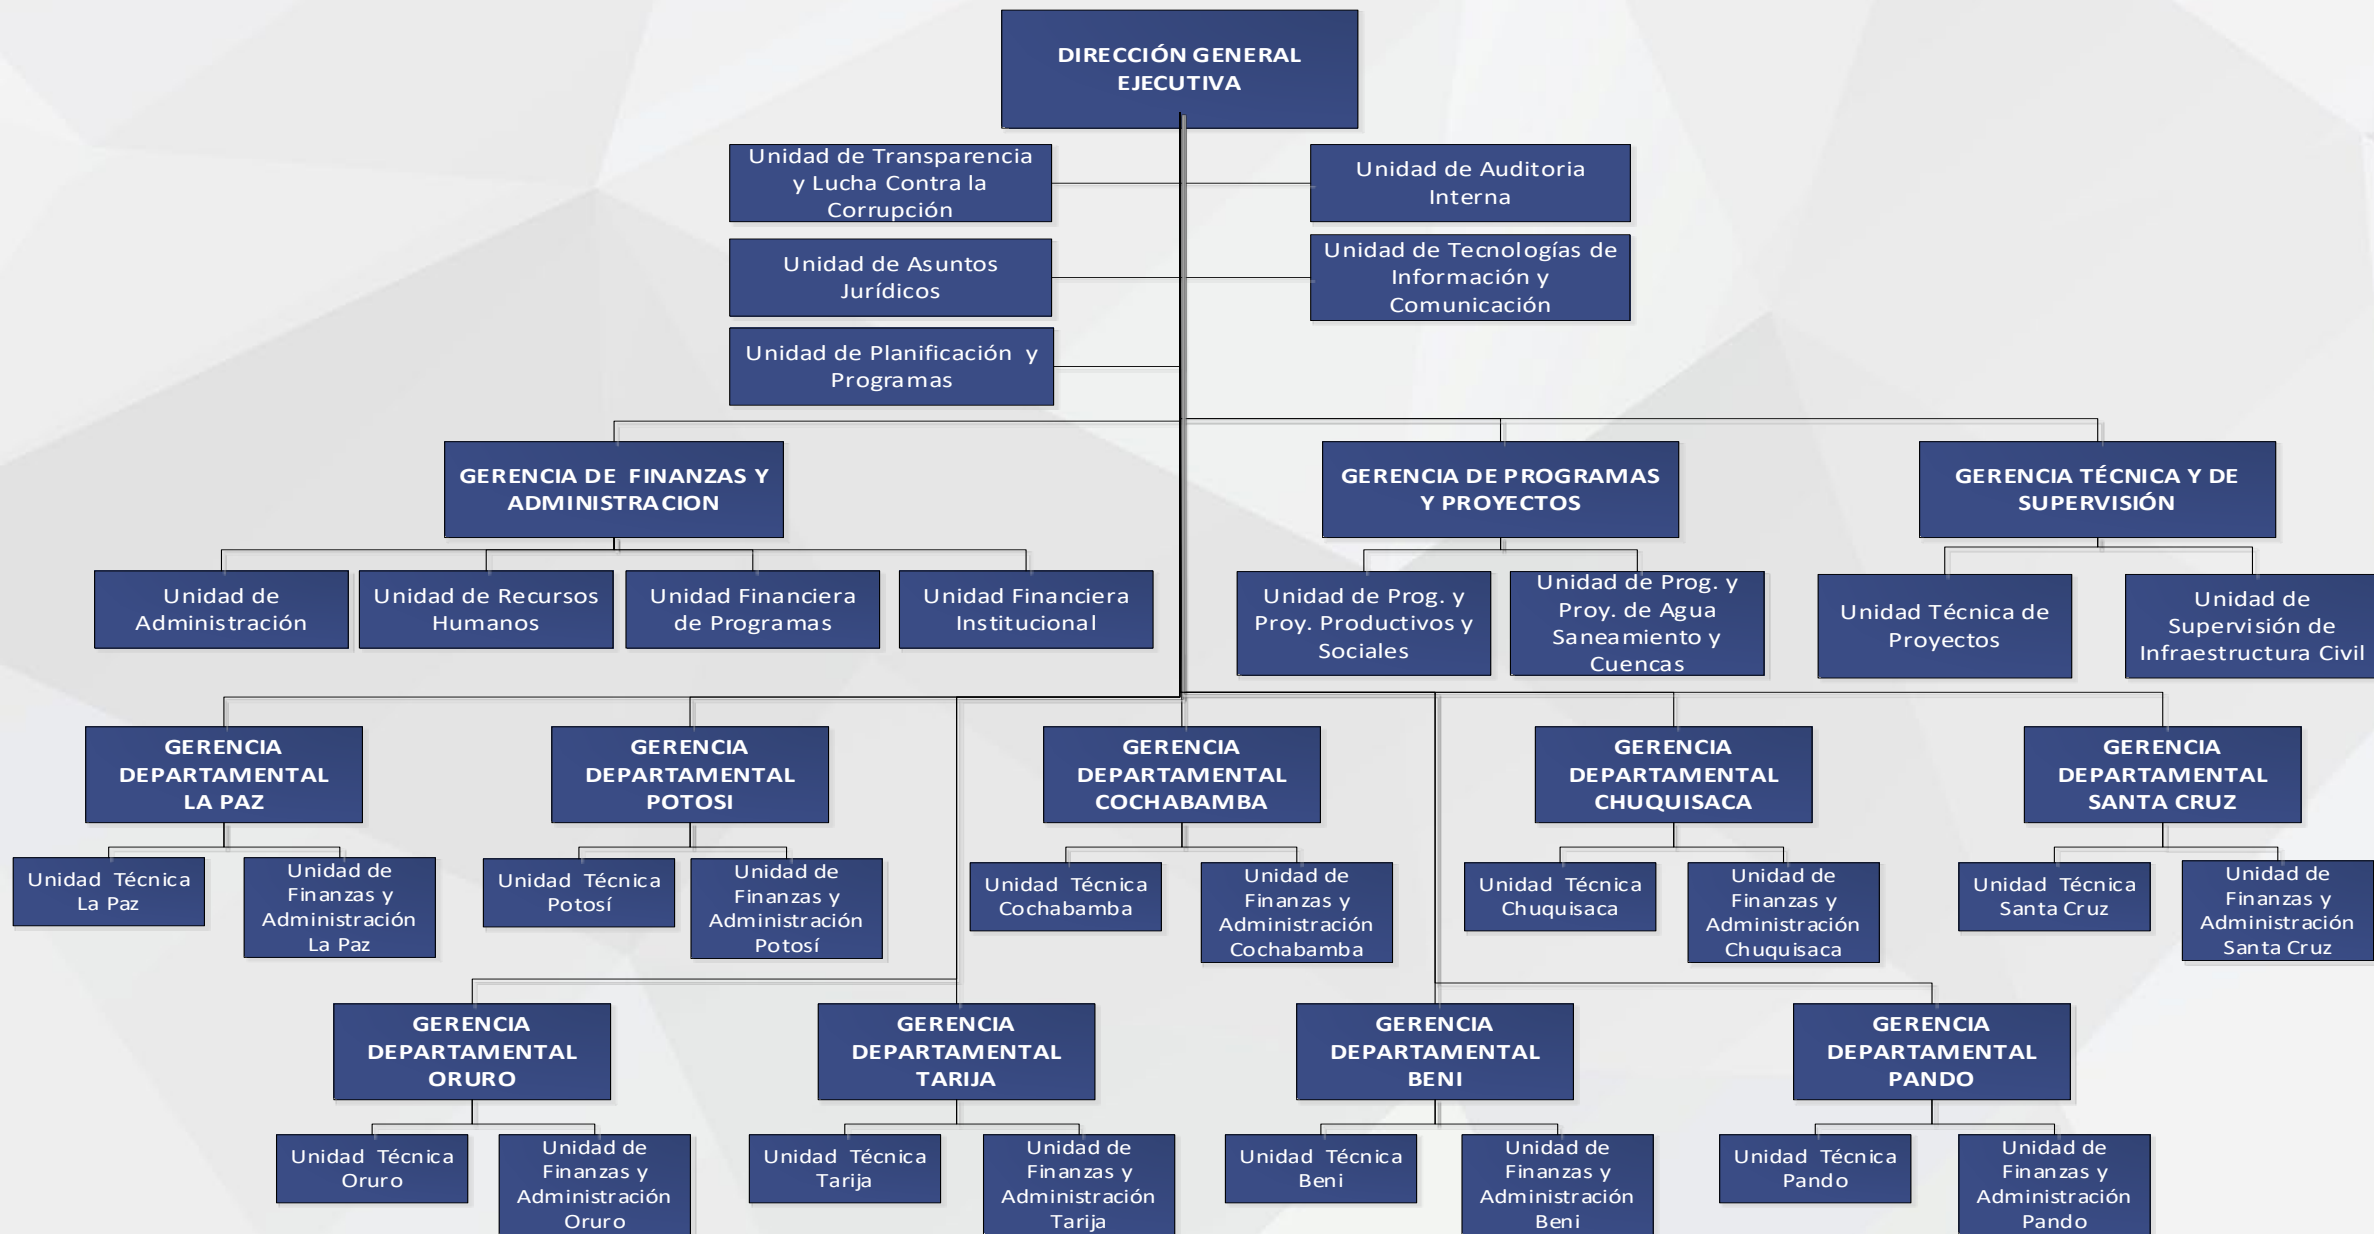 DIRECCIÓN GENERAL
EJECUTIVA
Unidad de Transparencia
y Lucha Contra la
Corrupción
Unidad de Auditoria
Interna
Unidad de Asuntos
Jurídicos
Unidad de Tecnologías de
Información y
Comunicación
Unidad de Planificación y
Programas
GERENCIA DE FINANZAS Y
ADMINISTRACION
GERENCIA DE PROGRAMAS
Y PROYECTOS
GERENCIA TÉCNICA Y DE
SUPERVISIÓN
Unidad de
Administración
Unidad de Recursos
Humanos
Unidad Financiera
de Programas
Unidad Financiera
Institucional
Unidad de Prog. y
Proy. Productivos y
Sociales
Unidad de Prog. y
Proy. de Agua
Saneamiento y
Cuencas
Unidad Técnica de
Proyectos
Unidad de
Supervisión de
Infraestructura Civil
GERENCIA
DEPARTAMENTAL
LA PAZ
GERENCIA
DEPARTAMENTAL
POTOSI
GERENCIA
DEPARTAMENTAL
COCHABAMBA
GERENCIA
DEPARTAMENTAL
CHUQUISACA
GERENCIA
DEPARTAMENTAL
SANTA CRUZ
Unidad Técnica
La Paz
Unidad de
Finanzas y
Administración
La Paz
Unidad Técnica
Potosí
Unidad de
Finanzas y
Administración
Potosí
Unidad Técnica
Cochabamba
Unidad de
Finanzas y
Administración
Cochabamba
Unidad Técnica
Chuquisaca
Unidad de
Finanzas y
Administración
Chuquisaca
Unidad Técnica
Santa Cruz
Unidad de
Finanzas y
Administración
Santa Cruz
GERENCIA
DEPARTAMENTAL
ORURO
GERENCIA
DEPARTAMENTAL
TARIJA
GERENCIA
DEPARTAMENTAL
BENI
GERENCIA
DEPARTAMENTAL
PANDO
Unidad Técnica
Oruro
Unidad de
Finanzas y
Administración
Oruro
Unidad Técnica
Tarija
Unidad de
Finanzas y
Administración
Tarija
Unidad Técnica
Beni
Unidad de
Finanzas y
Administración
Beni
Unidad Técnica
Pando
Unidad de
Finanzas y
Administración
Pando